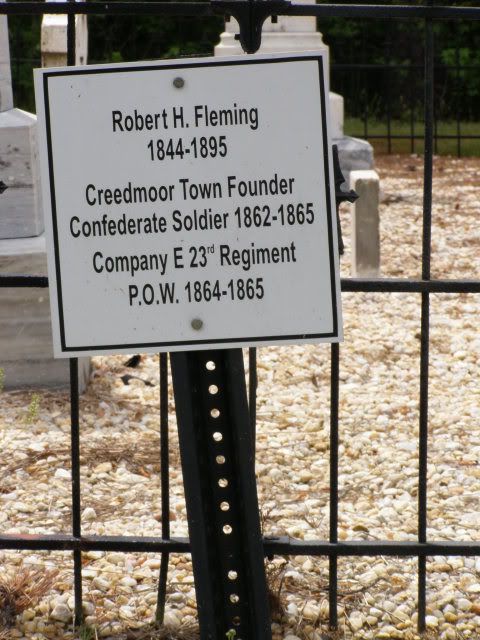 Robert H. Fleming
1844-1895
Creedmoor Town Founder
Confederate Soldier 1862-1865
Company E 23rd Regiment
P.O.W. 1864-1865